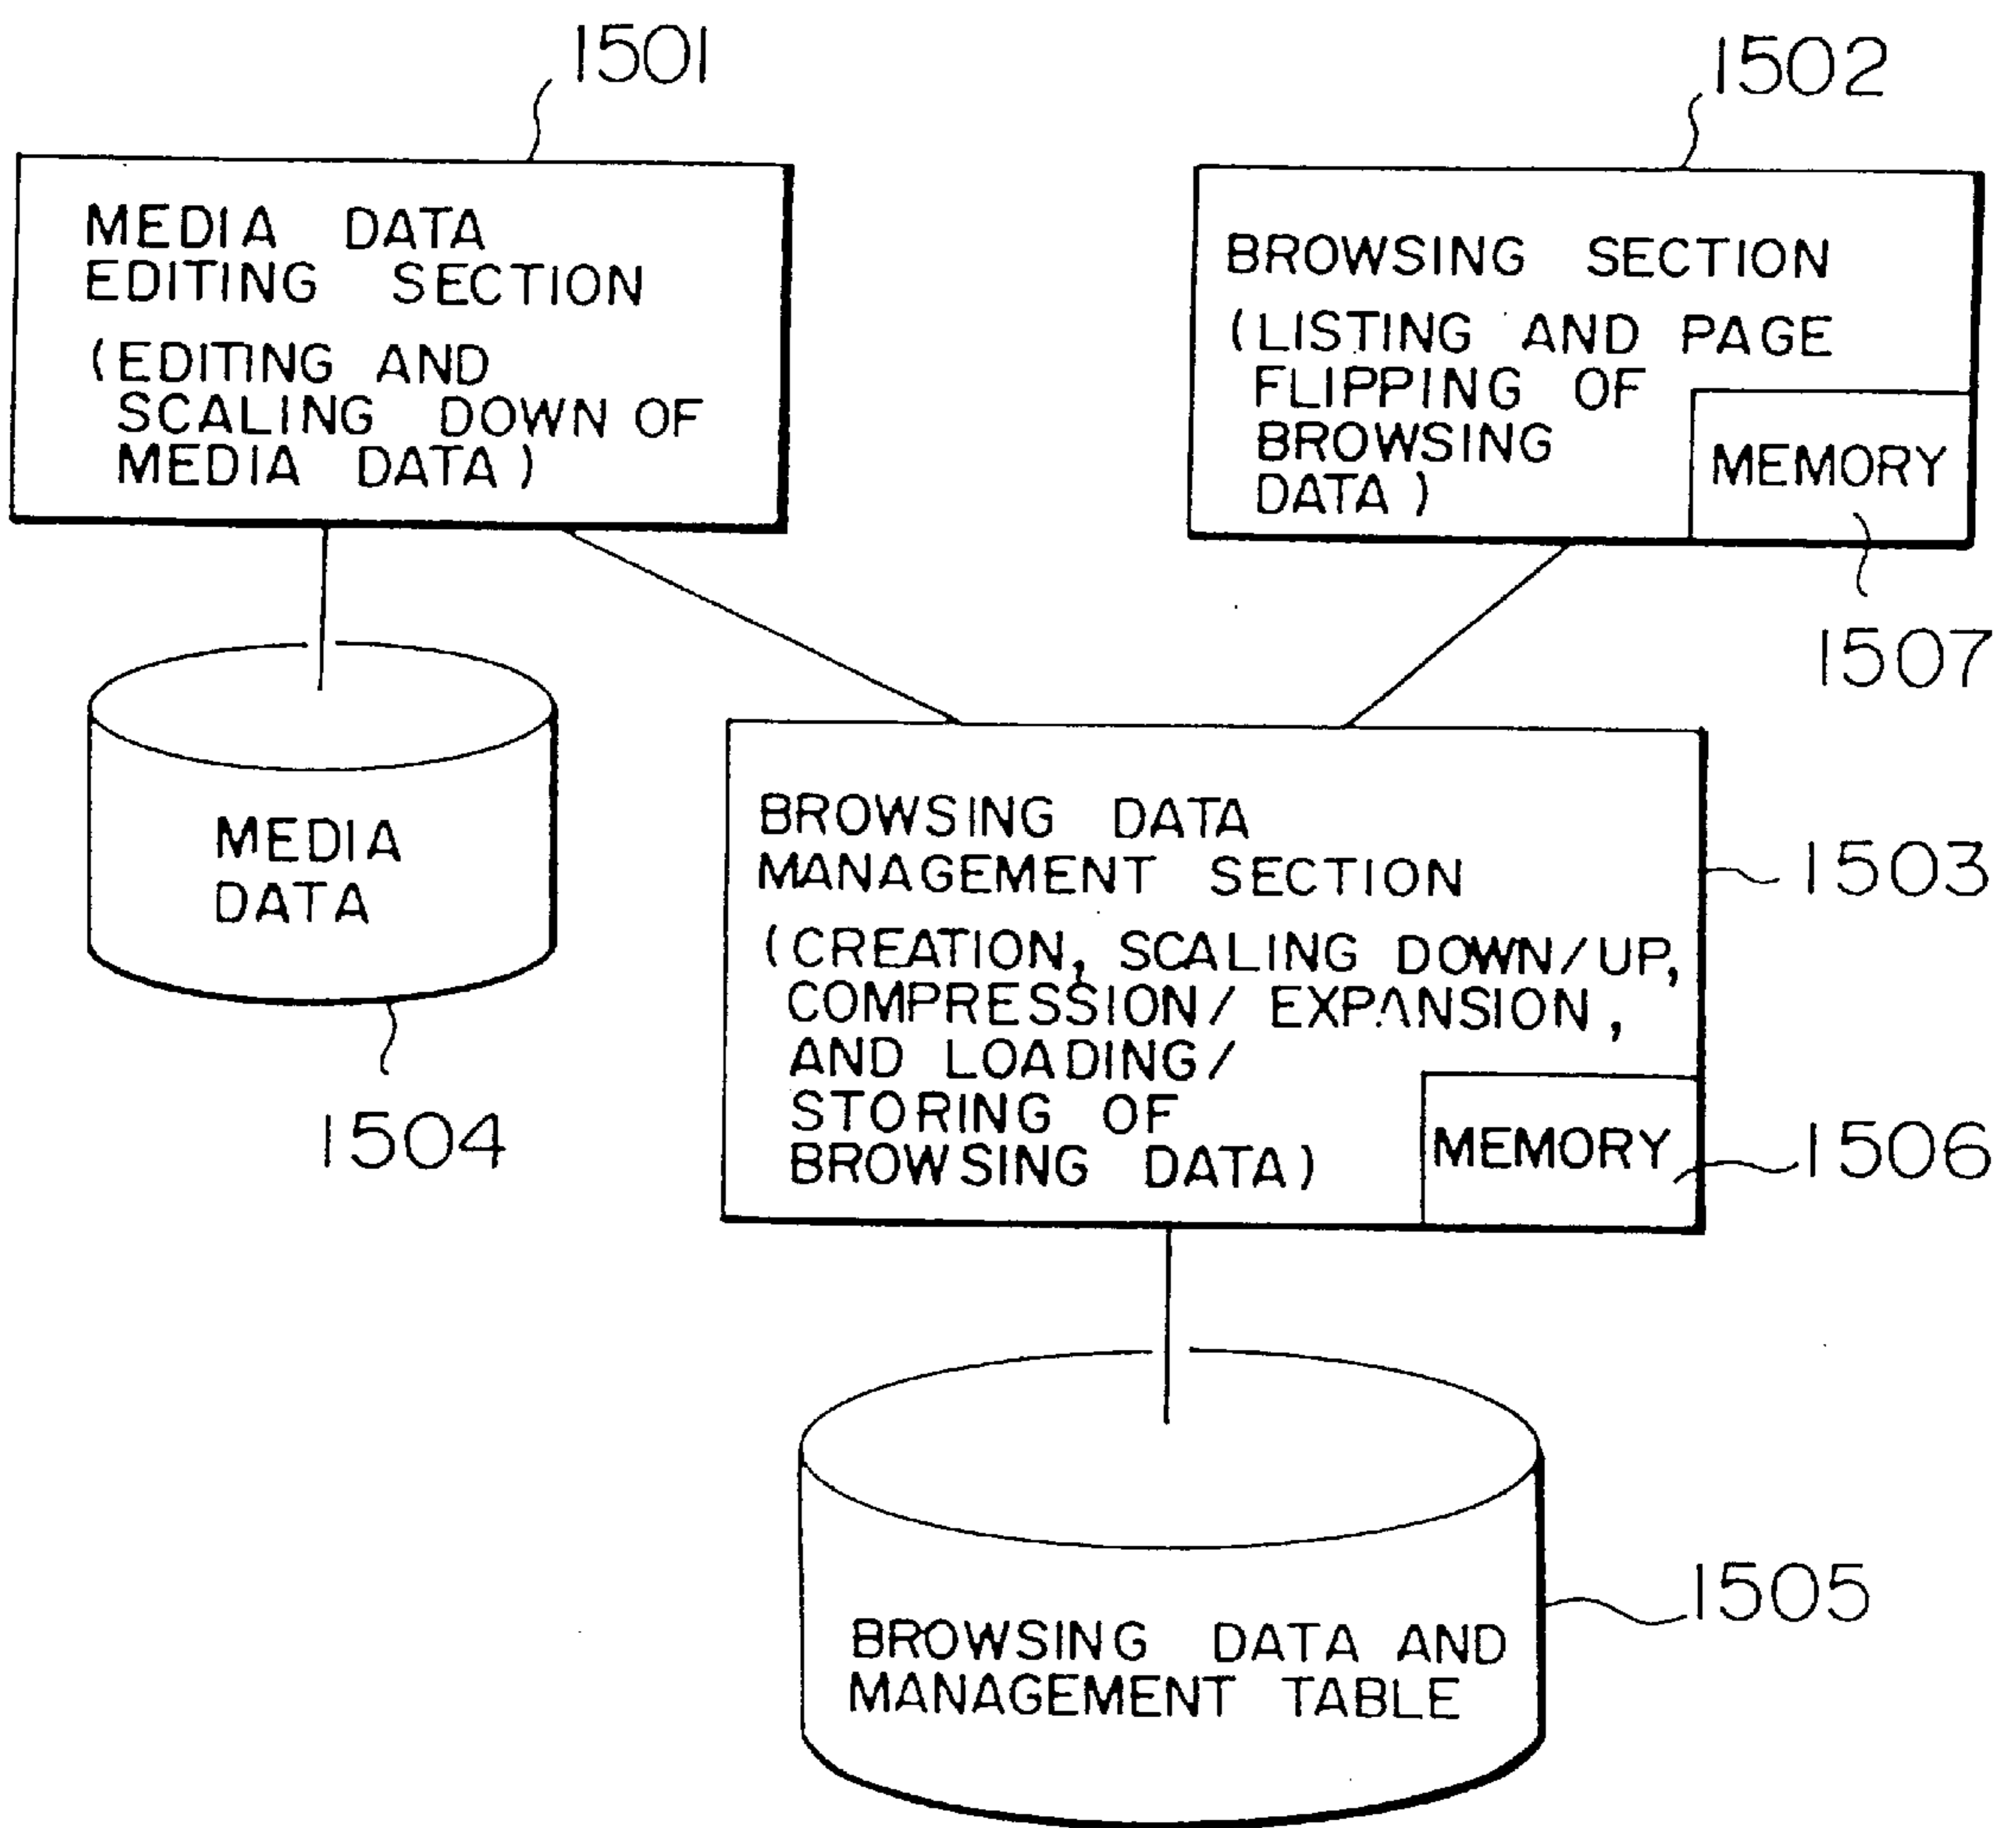 1501
1502
MEDIA DATA
EDITING SECTION
(EDITING AND
SCALING DOWN OF
MEDIA DATA)
BROWSING SECTION
(LISTING AND PAGE
FLIPPING OF
BROWSING
DATA)
MEMORY
1507
MEDIA
DATA
1504
BROWSING DATA
MANAGEMENT SECTION
(CREATION, SCALING DOWN/UP,
COMPRESSION/ EXPANSION,
AND LOADING/
STORING OF
BROWSING DATA)
1503
MEMORY
1506
BROWSING DATA AND
MANAGEMENT TABLE
1505